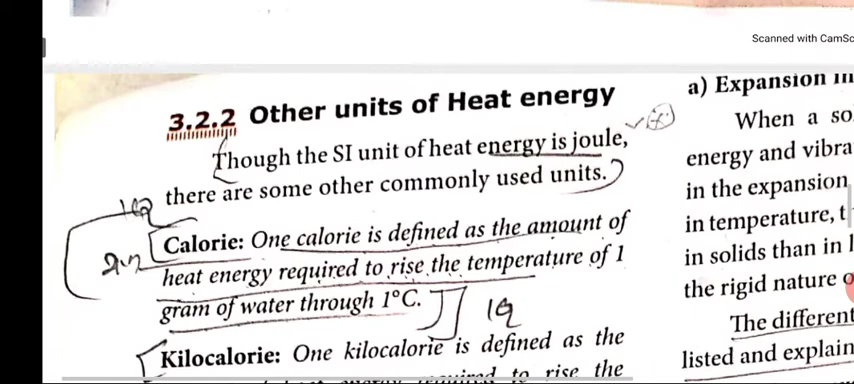 Scanned with CamSc
3.2.2 Other units of Heat energy
Though the SI unit of heat energy is joule,
there are some other commonly used units.
Calorie: One calorie is defined as the amount of
heat energy required to rise the temperature of 1
gram of water through 1°C.
1Q
Kilocalorie: One kilocalorie is defined as the
to rise the
a) Expansion in
When a so
energy and vibra
in the expansion
in temperature, t
in solids than in l
the rigid nature o
The different
listed and explain